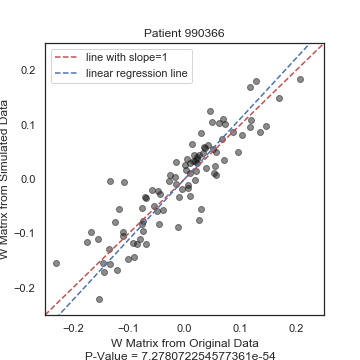 Patient 990366
line with slope=1
linear regression line
W Matrix from Simulated Data
0.2
0.1
0.0
−0.1
−0.2
−0.2
−0.1
0.0
0.1
0.2
W Matrix from Original Data
P-Value = 7.278072254577361e-54